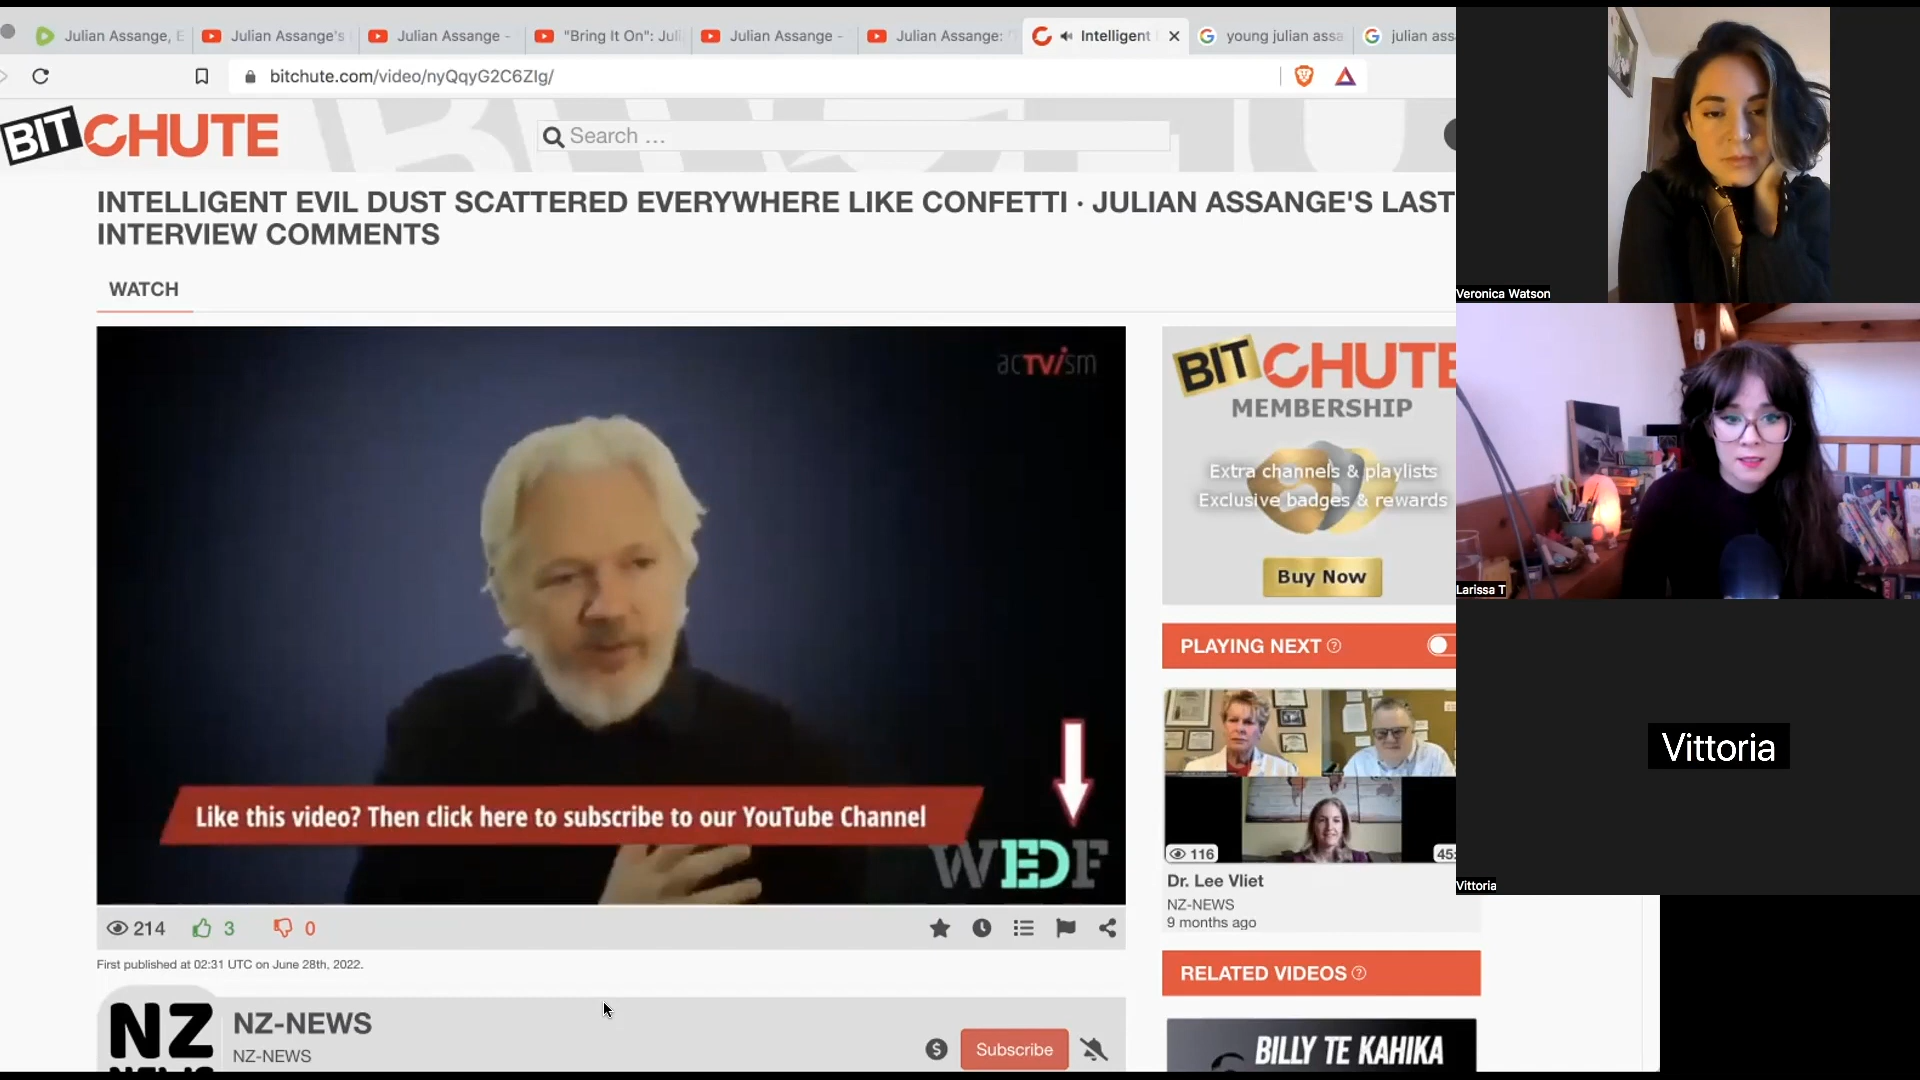 Julian Assange, E
Julian Assange's
Julian Assange -
"Bring It On": Juli
Julian Assange -
Julian Assange:
Intelligent
young julian assa
julian ass
bitchute.com/video/nyQqyG2C6ZIg/
BITCHUTE
Search ...
INTELLIGENT EVIL DUST SCATTERED EVERYWHERE LIKE CONFETTI · JULIAN ASSANGE'S LAST
INTERVIEW COMMENTS
WATCH
acTVism
Like this video? Then click here to subscribe to our YouTube Channel
WEDF
214
3
0
First published at 02:31 UTC on June 28th, 2022.
NZ
NEWS
NZ-NEWS
NZ-NEWS
$
Subscribe
BITCHUTE
MEMBERSHIP
Extra channels & playlists
Exclusive badges & rewards
Buy Now
PLAYING NEXT ?
116
45:
Dr. Lee Vliet
NZ-NEWS
9 months ago
RELATED VIDEOS ?
BILLY TE KAHIKA
Veronica Watson
Larissa T
Vittoria
Vittoria